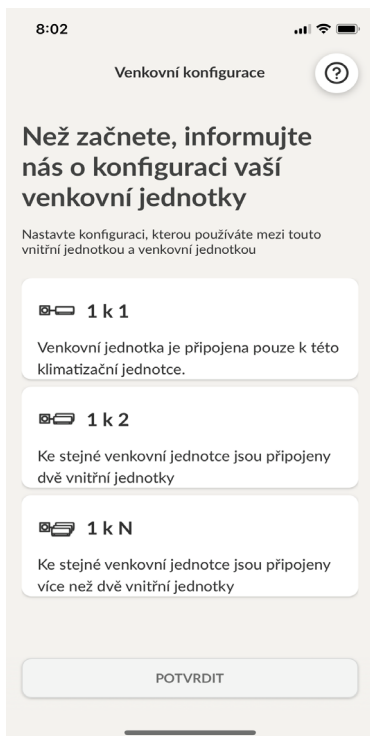 8:02
Venkovní konfigurace
Než začnete, informujte
nás o konfiguraci vaší
venkovní jednotky
Nastavte konfiguraci, kterou používáte mezi touto
vnitřní jednotkou a venkovní jednotkou
1 k 1
Venkovní jednotka je připojena pouze k této
klimatizační jednotce.
1 k 2
Ke stejné venkovní jednotce jsou připojeny
dvě vnitřní jednotky
1 k N
Ke stejné venkovní jednotce jsou připojeny
více než dvě vnitřní jednotky
POTVRDIT